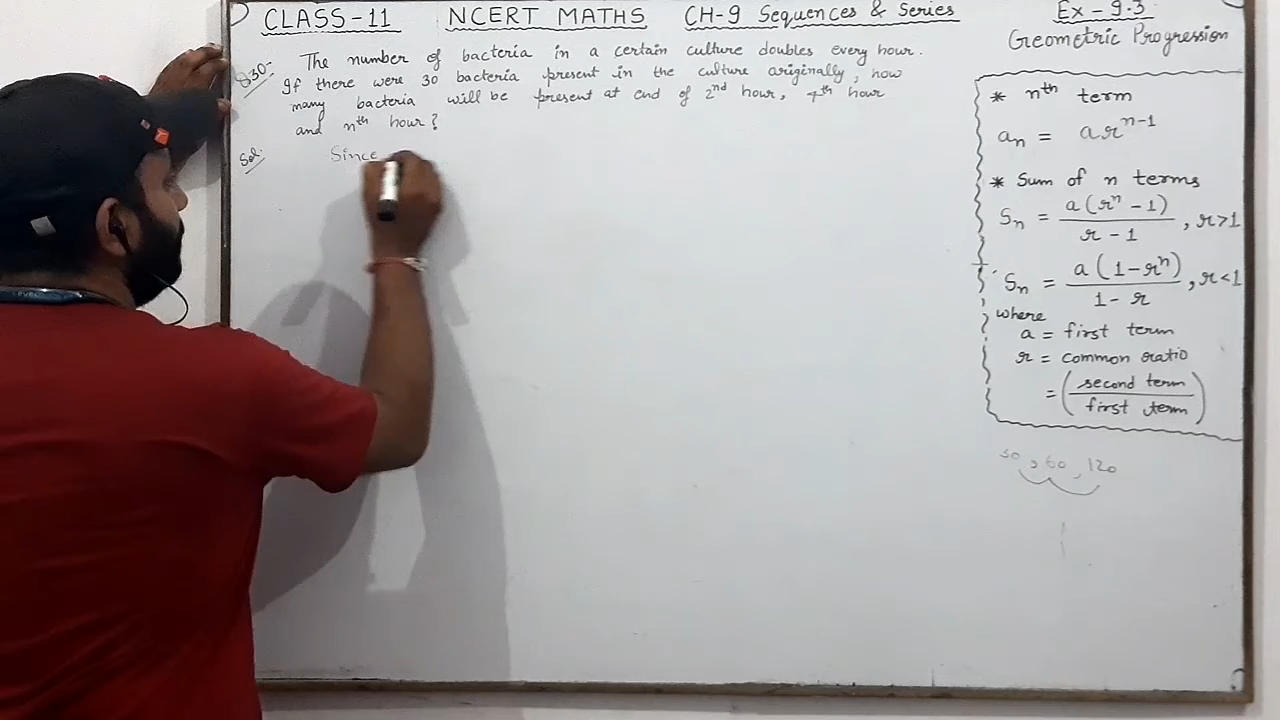 CLASS-11 NCERT MATHS CH-9 Sequences & Series Ex - 9.3
Geometric Progression
Q30- The number of bacteria in a certain culture doubles every hour.
If there were 30 bacteria present in the culture originally, how
many bacteria will be present at end of 2nd hour, 4th hour
and nth hour?
Sol. Since
* nth term
an = ar^n-1
* Sum of n terms
Sn = a(r^n - 1) / r - 1 , r>1
Sn = a(1-r^n) / 1-r , r<1
where
a = first term
r = common ratio
= (second term / first term)
30, 60, 120